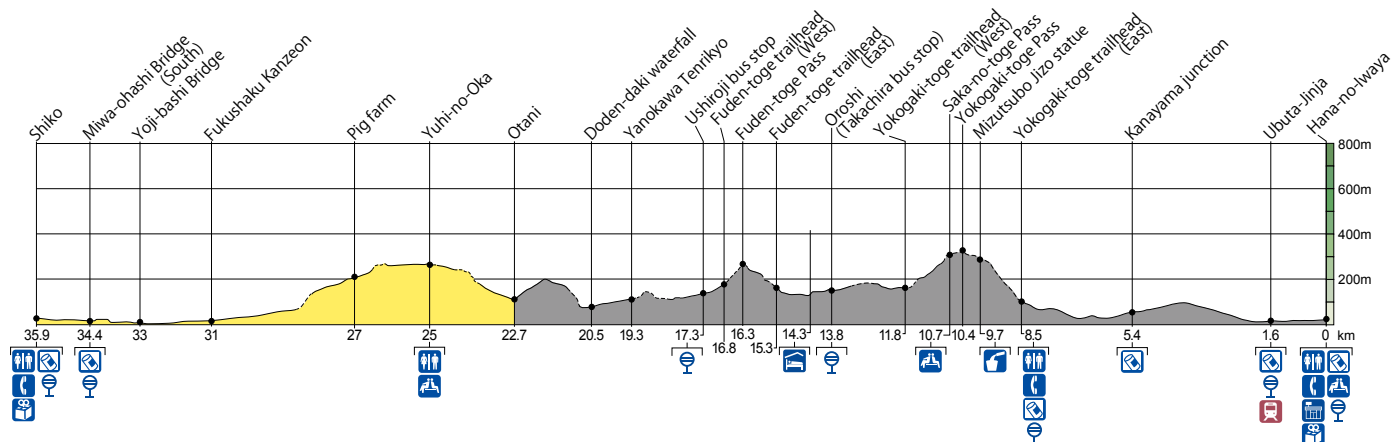 Shiko
Miwa-ohashi Bridge
(South)
Yoji-bashi Bridge
Fukushaku Kanzeon
Pig farm
Yuhi-no-Oka
Otani
Doden-daki waterfall
Yanokawa Tenrikyo
Ushiroji bus stop
Fuden-toge trailhead
(West)
Fuden-toge Pass
Fuden-toge trailhead
(East)
Oroshi
(Takachira bus stop)
Yokogaki-toge trailhead
(West)
Saka-no-toge Pass
Yokogaki-toge Pass
Mizutsubo Jizo statue
Yokogaki-toge trailhead
(East)
Kanayama junction
Ubuta-Jinja
Hana-no-Iwaya
800m
600m
400m
200m
35.9 34.4 33 31 27 25 22.7 20.5 19.3 17.3 16.8 16.3 15.3 14.3 13.8 11.8 10.7 10.4 9.7 8.5 5.4 1.6 0 km